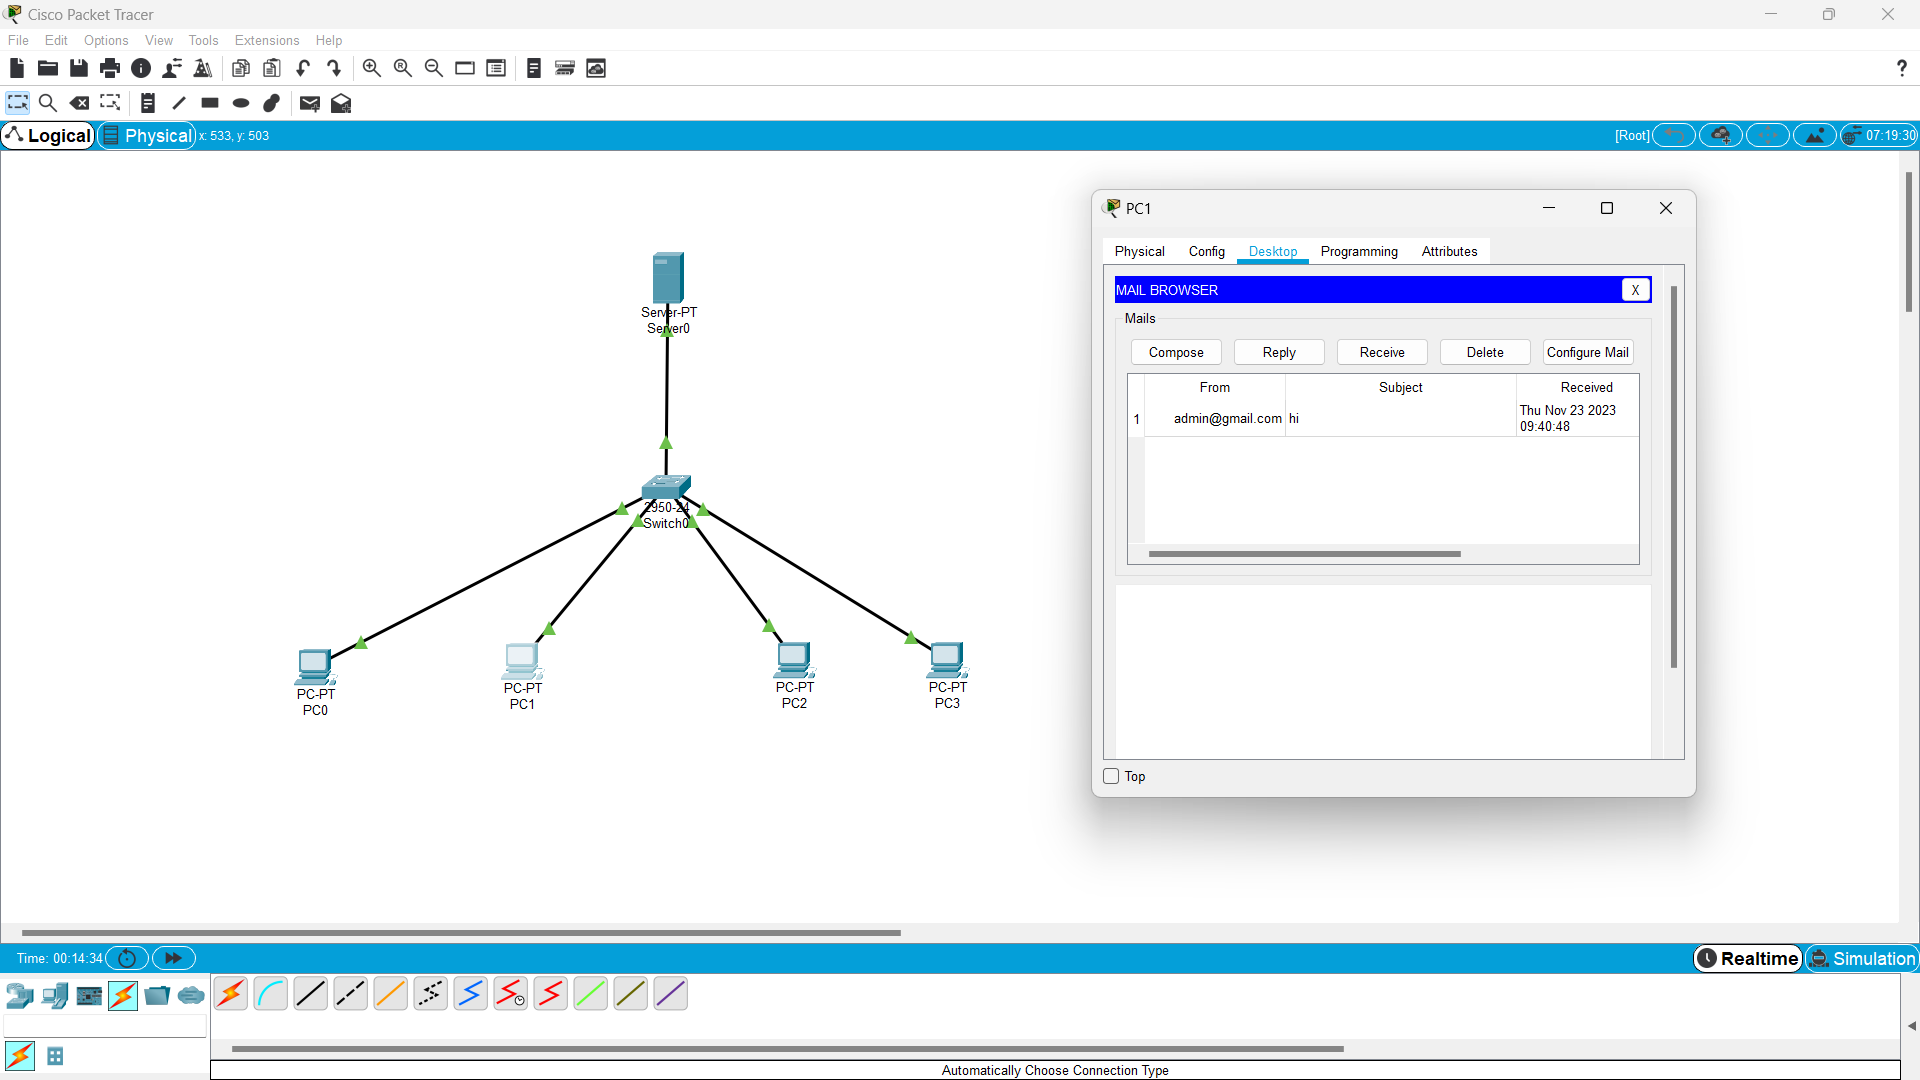 Cisco Packet Tracer
File Edit Options View Tools Extensions Help
?
Logical Physical x: 533, y: 503 [Root] 07:19:30
Server-PT
Server0
2950-24
Switch0
PC-PT
PC0
PC-PT
PC1
PC-PT
PC2
PC-PT
PC3
PC1
Physical Config Desktop Programming Attributes
MAIL BROWSER X
Mails
Compose Reply Receive Delete Configure Mail
From Subject Received
1 admin@gmail.com hi Thu Nov 23 2023
09:40:48
Top
Time: 00:14:34 Realtime Simulation
Automatically Choose Connection Type